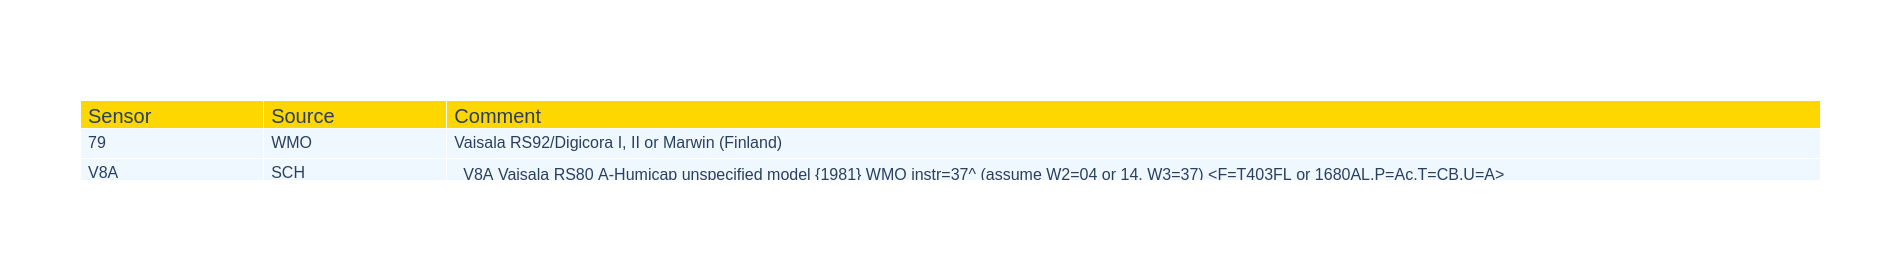 Sensor Source Comment
79 WMO Vaisala RS92/Digicora I, II or Marwin (Finland)
V8A SCH V8A Vaisala RS80 A-Humicap unspecified model {1981} WMO instr=37^ (assume W2=04 or 14, W3=37) <F=T403FL or 1680AL,P=Ac,T=CB,U=A>